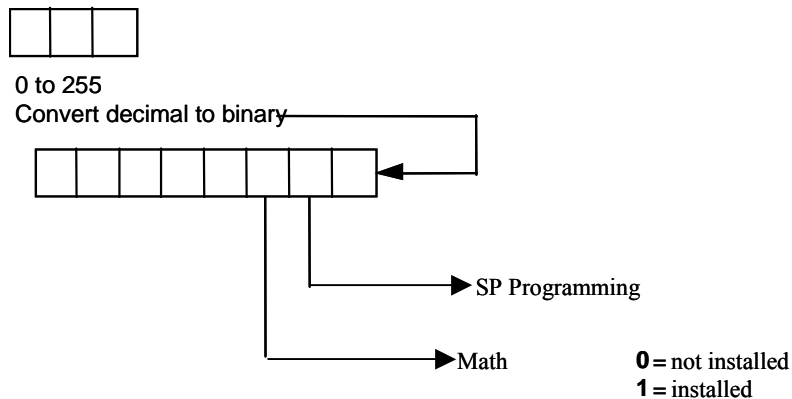 0 to 255
Convert decimal to binary
SP Programming
Math
0 = not installed
1 = installed